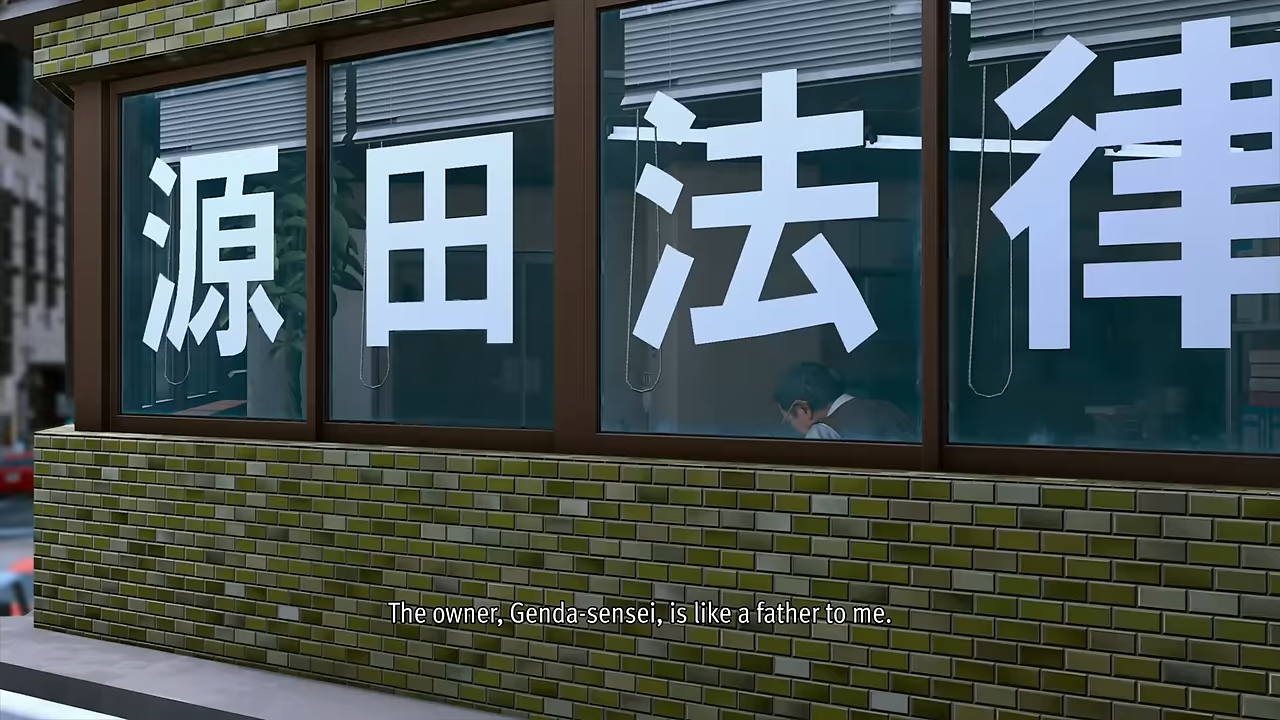 源田法律
The owner, Genda-sensei, is like a father to me.